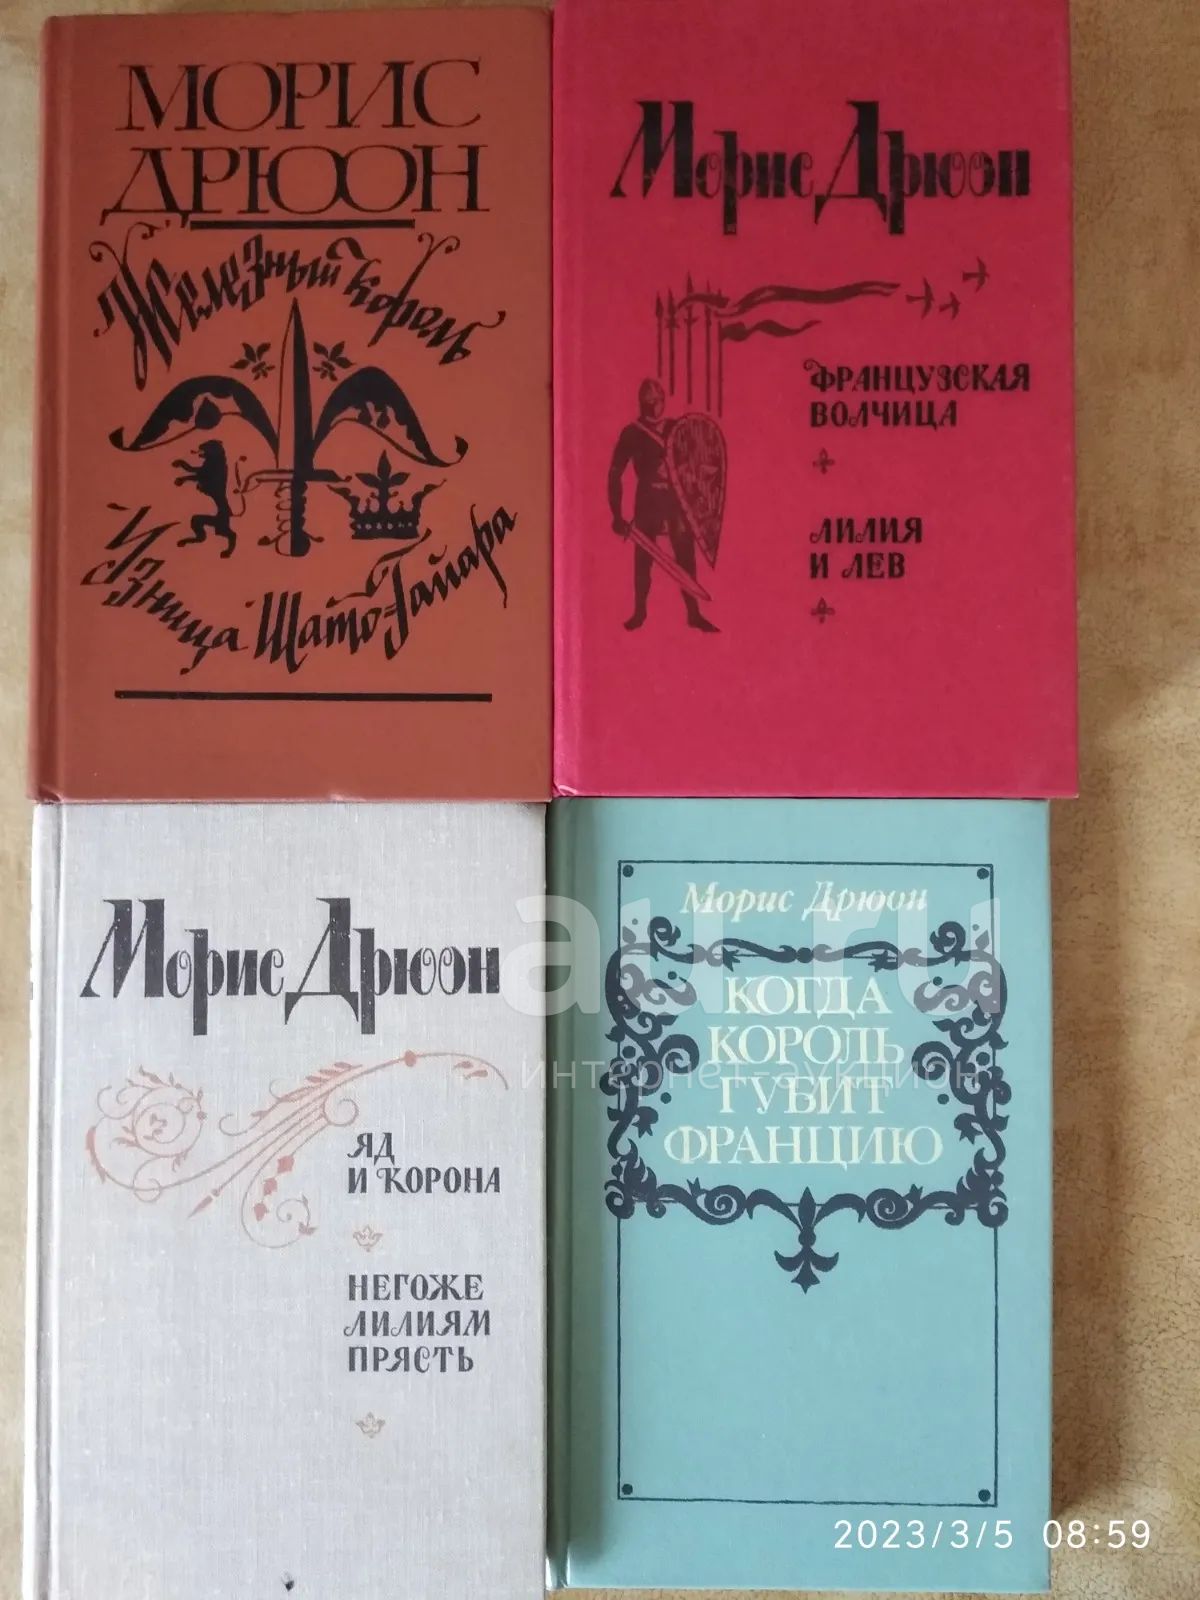 МОРИС
ДРЮОН
Железный король
Узница Шато-Гайара
Морис Дрюон
ФРАНЦУЗСКАЯ
ВОЛЧИЦА
ЛИЛИЯ
И ЛЕВ
Морис Дрюон
ЯД
И КОРОНА
НЕГОЖЕ
ЛИЛИЯМ
ПРЯСТЬ
Морис Дрюон
КОГДА
КОРОЛЬ
ГУБИТ
ФРАНЦИЮ
au.ru
интернет-аукцион
2023/3/5 08:59